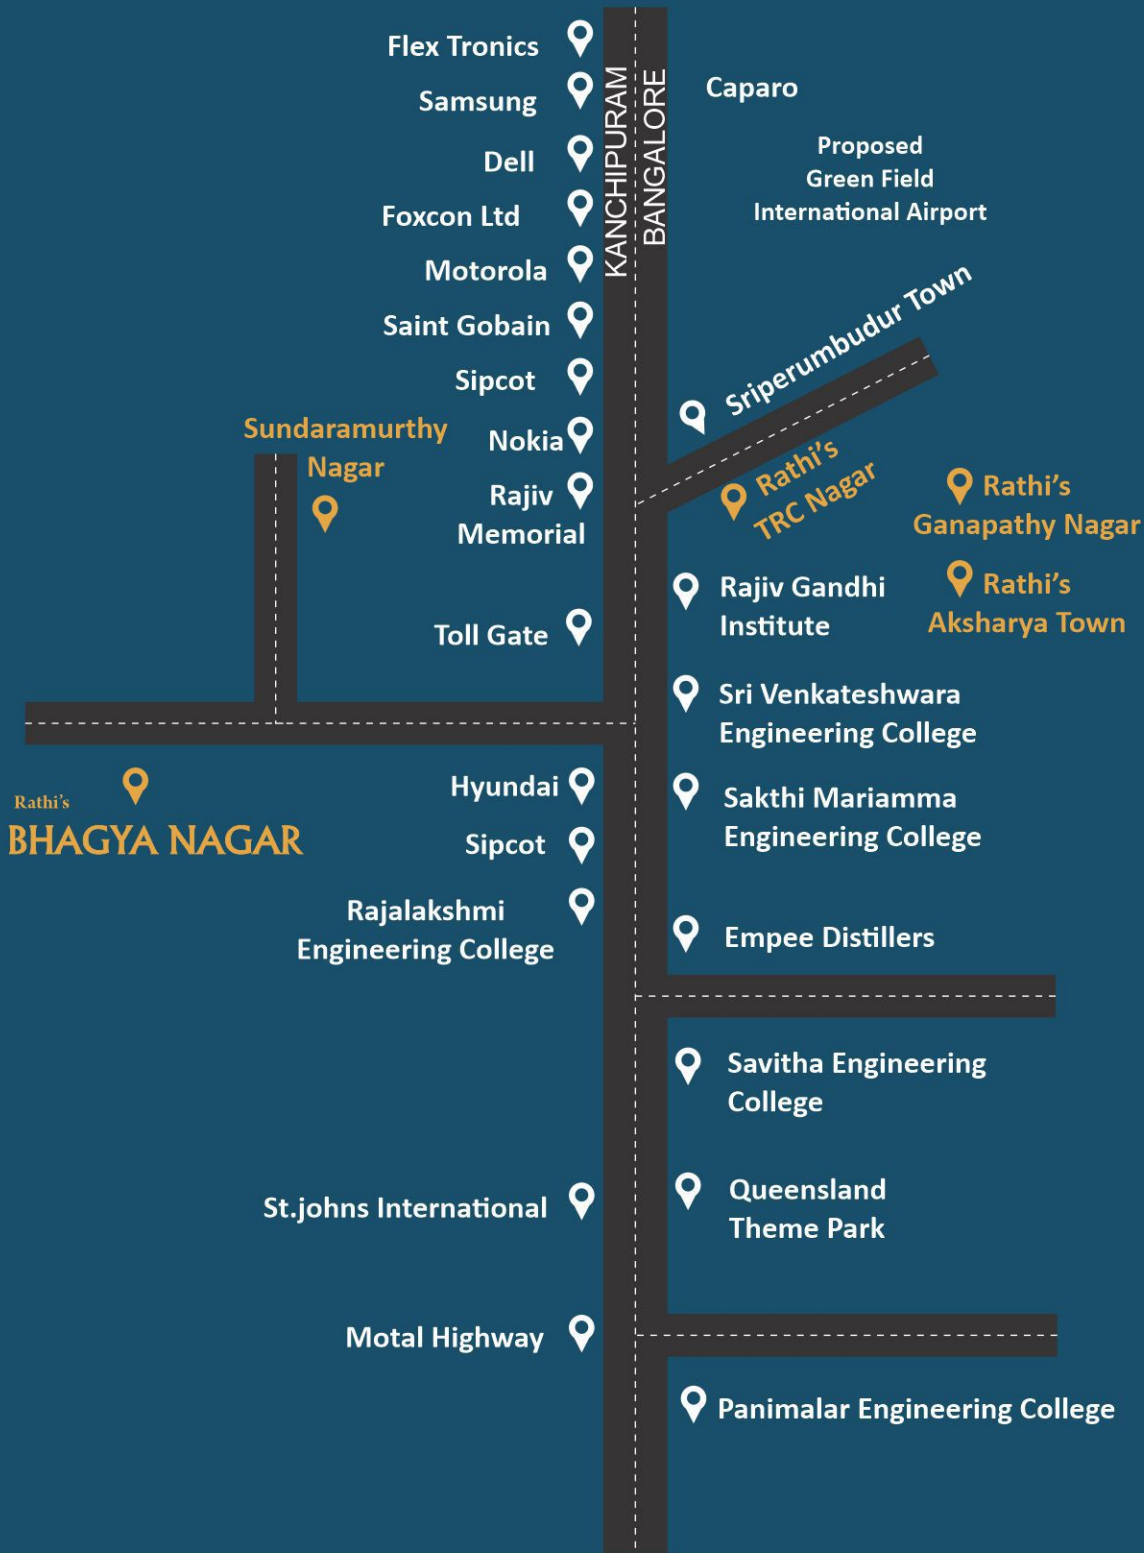 Flex Tronics
Samsung
Dell
Foxcon Ltd
Motorola
Saint Gobain
Sipcot
Nokia
Rajiv
Memorial
Toll Gate
KANCHIPURAM
BANGALORE
Caparo
Proposed
Green Field
International Airport
Sriperumbudur Town
Rathi's
TRC Nagar
Rathi's
Ganapathy Nagar
Rathi's
Aksharya Town
Sundaramurthy
Nagar
Rajiv Gandhi
Institute
Sri Venkateshwara
Engineering College
Sakthi Mariamma
Engineering College
Empee Distillers
Rathi's
BHAGYA NAGAR
Hyundai
Sipcot
Rajalakshmi
Engineering College
Savitha Engineering
College
St.johns International
Queensland
Theme Park
Motal Highway
Panimalar Engineering College